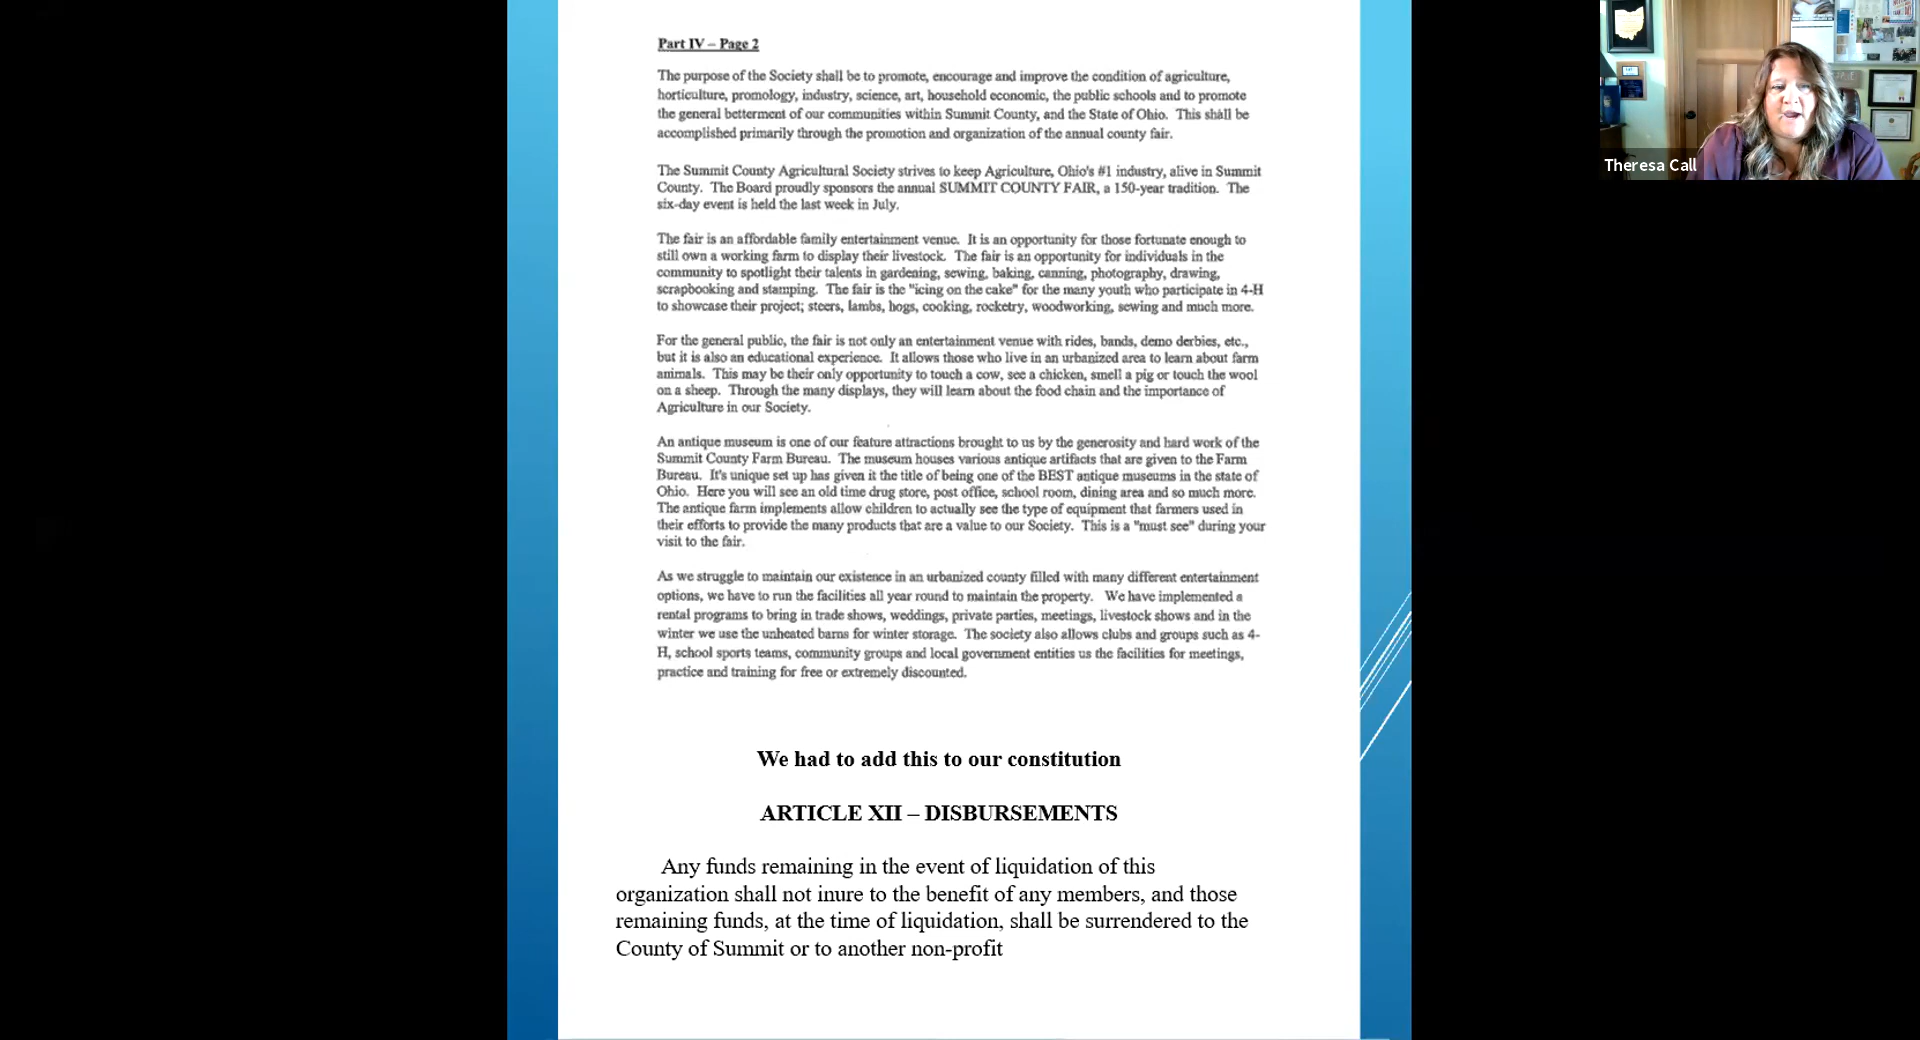 Part IV – Page 2
The purpose of the Society shall be to promote, encourage and improve the condition of agriculture,
horticulture, promology, industry, science, art, household economic, the public schools and to promote
the general betterment of our communities within Summit County, and the State of Ohio.  This shall be
accomplished primarily through the promotion and organization of the annual county fair.
The Summit County Agricultural Society strives to keep Agriculture, Ohio's #1 industry, alive in Summit
County.  The Board proudly sponsors the annual SUMMIT COUNTY FAIR, a 150-year tradition.  The
six-day event is held the last week in July.
The fair is an affordable family entertainment venue.  It is an opportunity for those fortunate enough to
still own a working farm to display their livestock.  The fair is an opportunity for individuals in the
community to spotlight their talents in gardening, sewing, baking, canning, photography, drawing,
scrapbooking and stamping.  The fair is the "icing on the cake" for the many youth who participate in 4-H
to showcase their project; steers, lambs, hogs, cooking, rocketry, woodworking, sewing and much more.
For the general public, the fair is not only an entertainment venue with rides, bands, demo derbies, etc.,
but it is also an educational experience.  It allows those who live in an urbanized area to learn about farm
animals.  This may be their only opportunity to touch a cow, see a chicken, smell a pig or touch the wool
on a sheep.  Through the many displays, they will learn about the food chain and the importance of
Agriculture in our Society.
An antique museum is one of our feature attractions brought to us by the generosity and hard work of the
Summit County Farm Bureau.  The museum houses various antique artifacts that are given to the Farm
Bureau.  It's unique set up has given it the title of being one of the BEST antique museums in the state of
Ohio.  Here you will see an old time drug store, post office, school room, dining area and so much more.
The antique farm implements allow children to actually see the type of equipment that farmers used in
their efforts to provide the many products that are a value to our Society.  This is a "must see" during your
visit to the fair.
As we struggle to maintain our existence in an urbanized county filled with many different entertainment
options, we have to run the facilities all year round to maintain the property.   We have implemented a
rental programs to bring in trade shows, weddings, private parties, meetings, livestock shows and in the
winter we use the unheated barns for winter storage.  The society also allows clubs and groups such as 4-
H, school sports teams, community groups and local government entities us the facilities for meetings,
practice and training for free or extremely discounted.
We had to add this to our constitution
ARTICLE XII – DISBURSEMENTS
Any funds remaining in the event of liquidation of this
organization shall not inure to the benefit of any members, and those
remaining funds, at the time of liquidation, shall be surrendered to the
County of Summit or to another non-profit
Theresa Call